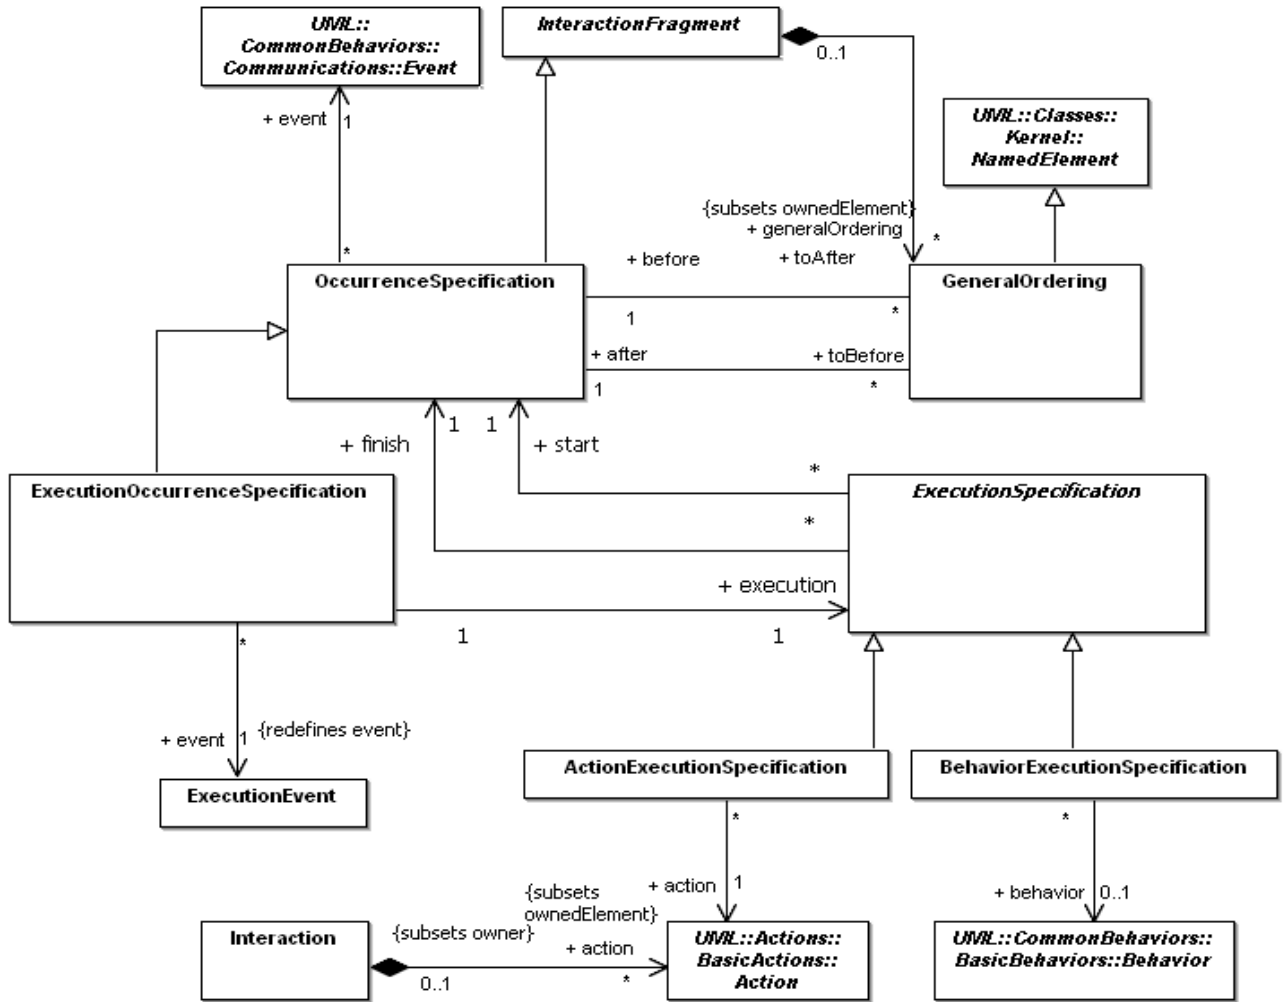 UML::
CommonBehaviors::
Communications::Event
InteractionFragment
0..1
+ event
1
UML::Classes::
Kernel::
NamedElement
{subsets ownedElement}
+ generalOrdering
*
*
+ before
+ toAfter
OccurrenceSpecification
GeneralOrdering
1
*
+ after
+ toBefore
1
*
1
1
+ finish
+ start
*
ExecutionOccurrenceSpecification
ExecutionSpecification
*
+ execution
1
1
*
+ event
1
{redefines event}
ActionExecutionSpecification
BehaviorExecutionSpecification
ExecutionEvent
*
*
+ action
1
+ behavior
0..1
{subsets
ownedElement}
{subsets owner}
+ action
Interaction
UML::Actions::
BasicActions::
Action
UML::CommonBehaviors::
BasicBehaviors::Behavior
0..1
*